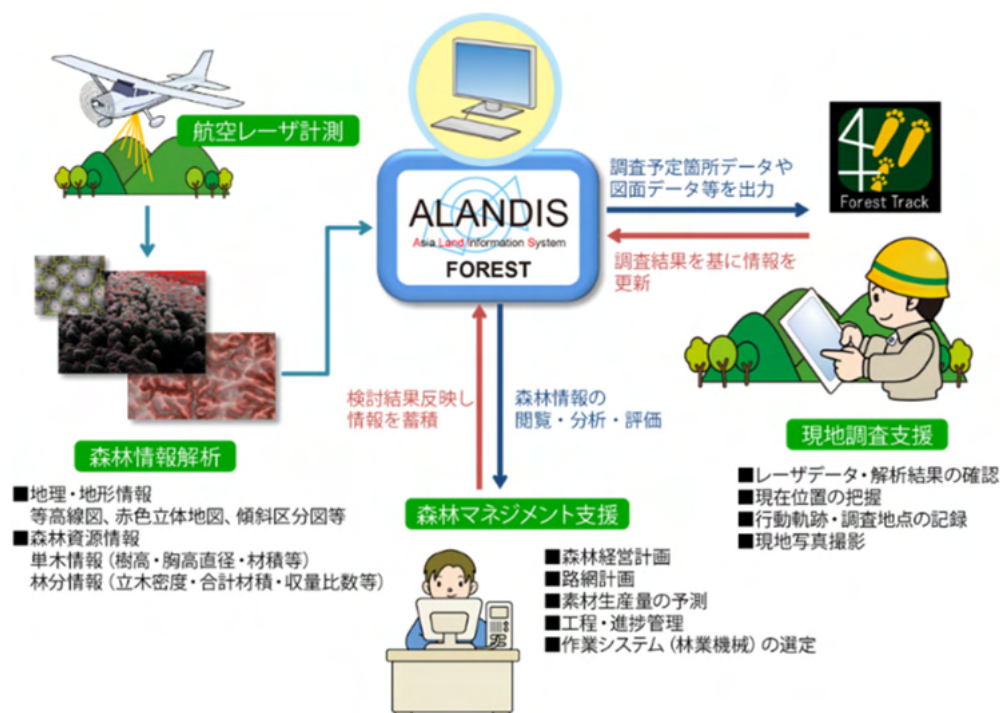 航空レーザ計測
ALANDIS
Asia Land Information System
FOREST
調査予定箇所データや
図面データ等を出力
Forest Track
調査結果を基に情報を
更新
検討結果反映し
情報を蓄積
森林情報の
閲覧・分析・評価
森林情報解析
■地理・地形情報
等高線図、赤色立体地図、傾斜区分図等
■森林資源情報
単木情報(樹高・胸高直径・材積等)
林分情報(立木密度・合計材積・収量比数等)
森林マネジメント支援
■森林経営計画
■路網計画
■素材生産量の予測
■工程・進捗管理
■作業システム(林業機械)の選定
現地調査支援
■レーザデータ・解析結果の確認
■現在位置の把握
■行動軌跡・調査地点の記録
■現地写真撮影